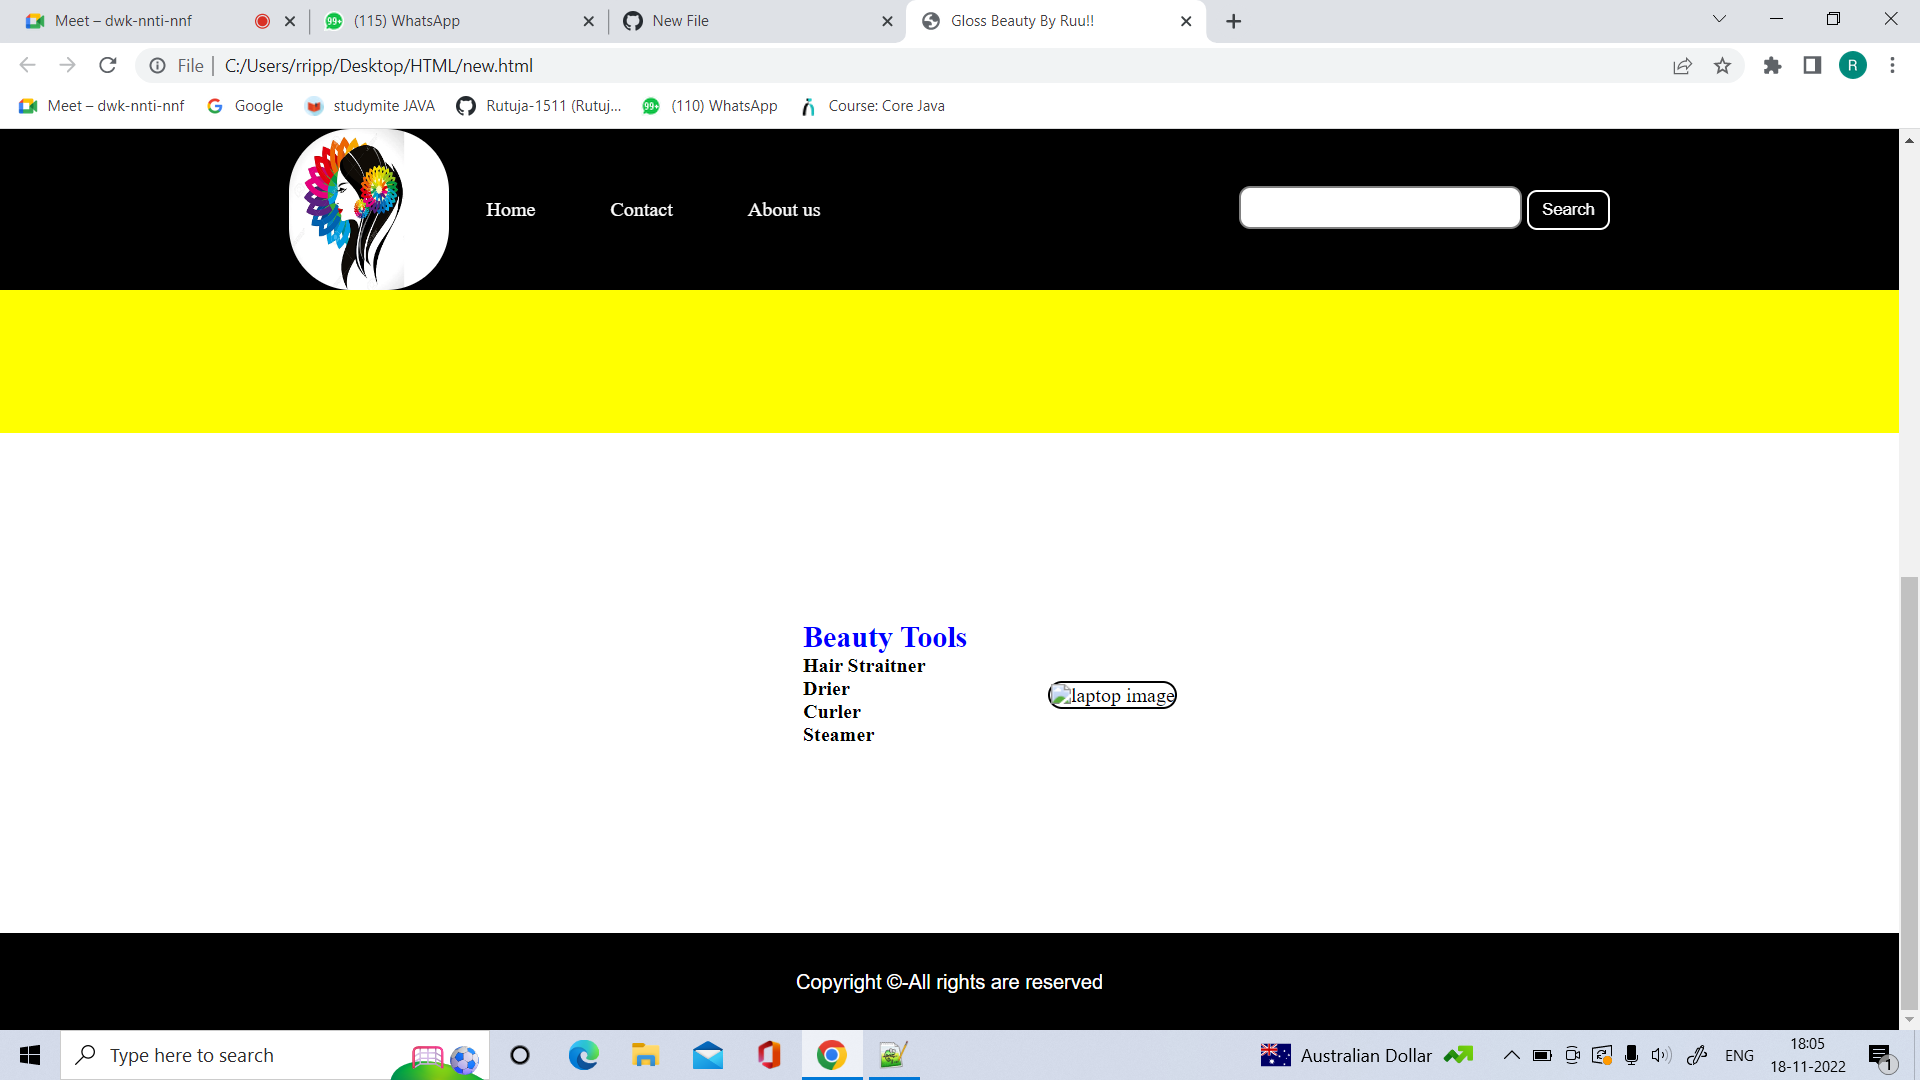 Meet – dwk-nnti-nnf
(115) WhatsApp
New File
Gloss Beauty By Ruu!!
File
C:/Users/rripp/Desktop/HTML/new.html
R
Meet – dwk-nnti-nnf
Google
studymite JAVA
Rutuja-1511 (Rutuj...
99+
(110) WhatsApp
Course: Core Java
Home
Contact
About us
Search
Beauty Tools
Hair Straitner
Drier
Curler
Steamer
laptop image
Copyright ©-All rights are reserved
Type here to search
Australian Dollar
ENG
18:05
18-11-2022
1